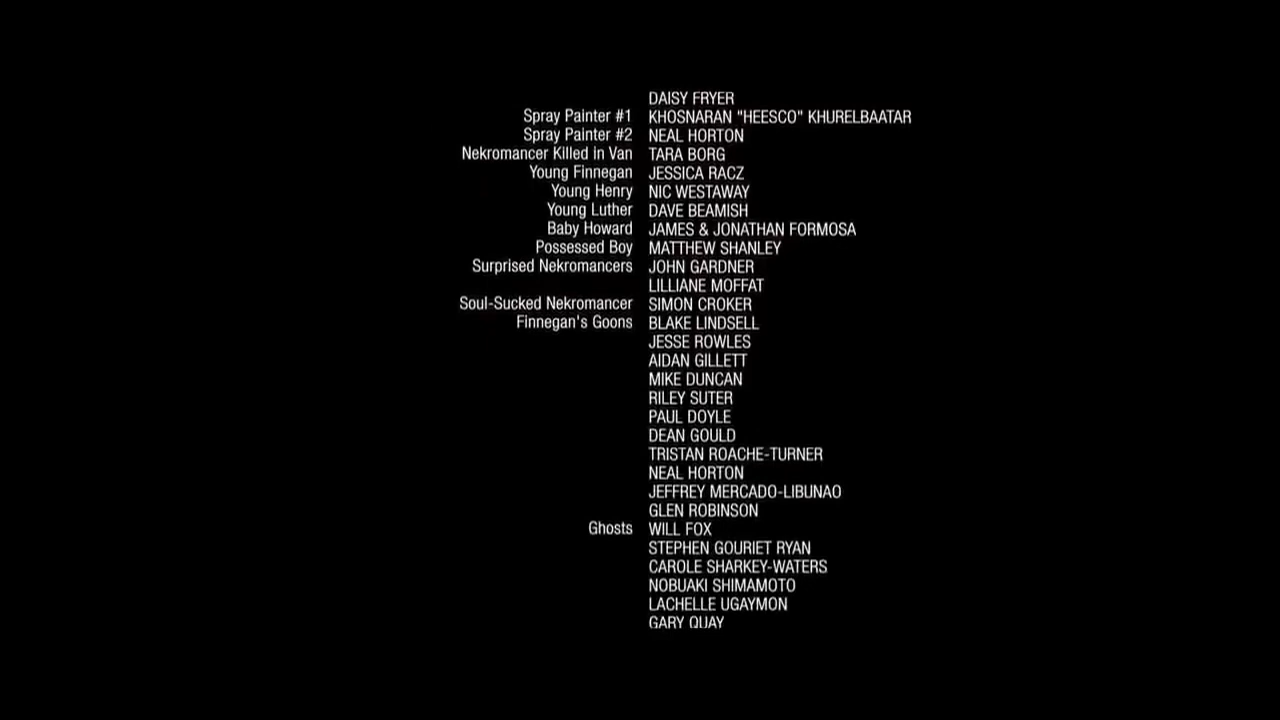 DAISY FRYER
Spray Painter #1 KHOSNARAN "HEESCO" KHURELBAATAR
Spray Painter #2 NEAL HORTON
Nekromancer Killed in Van TARA BORG
Young Finnegan JESSICA RACZ
Young Henry NIC WESTAWAY
Young Luther DAVE BEAMISH
Baby Howard JAMES & JONATHAN FORMOSA
Possessed Boy MATTHEW SHANLEY
Surprised Nekromancers JOHN GARDNER
LILLIANE MOFFAT
Soul-Sucked Nekromancer SIMON CROKER
Finnegan's Goons BLAKE LINDSELL
JESSE ROWLES
AIDAN GILLETT
MIKE DUNCAN
RILEY SUTER
PAUL DOYLE
DEAN GOULD
TRISTAN ROACHE-TURNER
NEAL HORTON
JEFFREY MERCADO-LIBUNAO
GLEN ROBINSON
Ghosts WILL FOX
STEPHEN GOURIET RYAN
CAROLE SHARKEY-WATERS
NOBUAKI SHIMAMOTO
LACHELLE UGAYMON
GARY QUAY